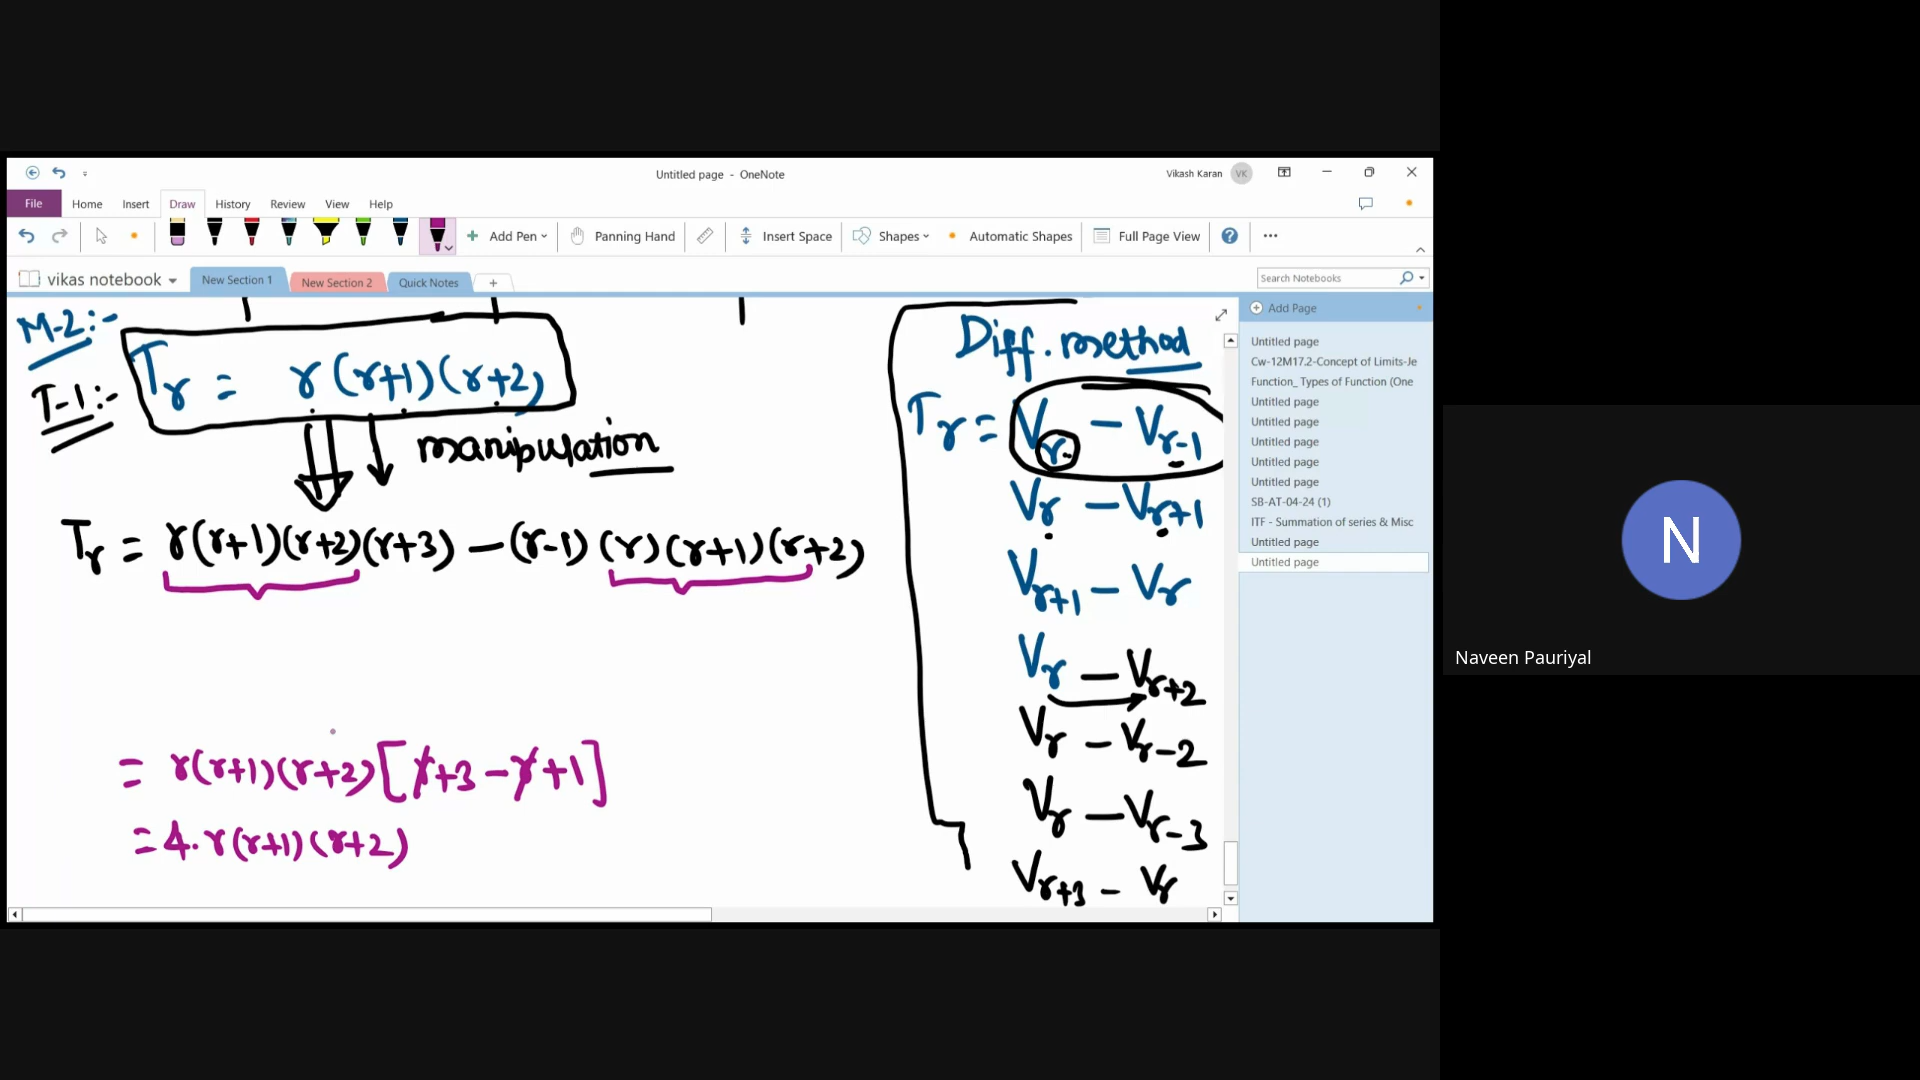 Untitled page - OneNote
Vikash Karan VK
File Home Insert Draw History Review View Help
Add Pen Panning Hand Insert Space Shapes Automatic Shapes Full Page View
vikas notebook New Section 1 New Section 2 Quick Notes +
Search Notebooks
M-2:-
T-1:-
Tr = r(r+1)(r+2)
manipulation
Tr = r(r+1)(r+2)(r+3) – (r-1)(r)(r+1)(r+2)
= r(r+1)(r+2)[r+3-r+1]
= 4.r(r+1)(r+2)
Diff. method
Tr = Vr – Vr-1
Vr – Vr+1
Vr+1 – Vr
Vr – Vr+2
Vr – Vr-2
Vr – Vr-3
Vr+3 – Vr
Add Page
Untitled page
Cw-12M17.2-Concept of Limits-Je
Function_ Types of Function (One
Untitled page
Untitled page
Untitled page
Untitled page
Untitled page
SB-AT-04-24 (1)
ITF - Summation of series & Misc
Untitled page
Untitled page
N
Naveen Pauriyal